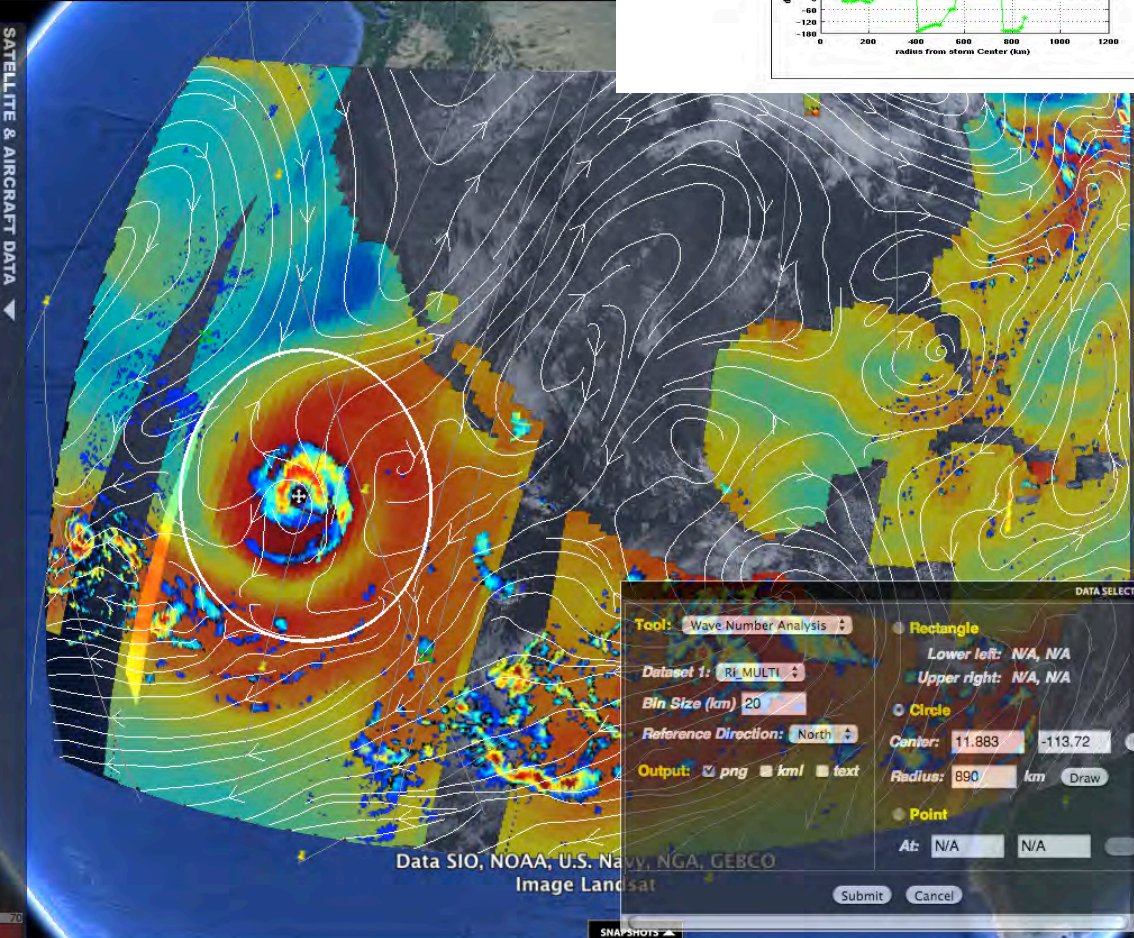 SATELLITE & AIRCRAFT DATA
-60
-120
-180
0 200 400 600 800 1000 1200
radius from storm Center (km)
DATA SELECT
Tool: Wave Number Analysis
Dataset 1: RI_MULTI
Bin Size (km) 20
Reference Direction: North
Output: png kml text
Rectangle
Lower left: N/A, N/A
Upper right: N/A, N/A
Circle
Center: 11.883 -113.72
Radius: 890 km Draw
Point
At: N/A N/A
Submit Cancel
Data SIO, NOAA, U.S. Navy, NGA, GEBCO
Image Landsat
70
SNAPSHOTS